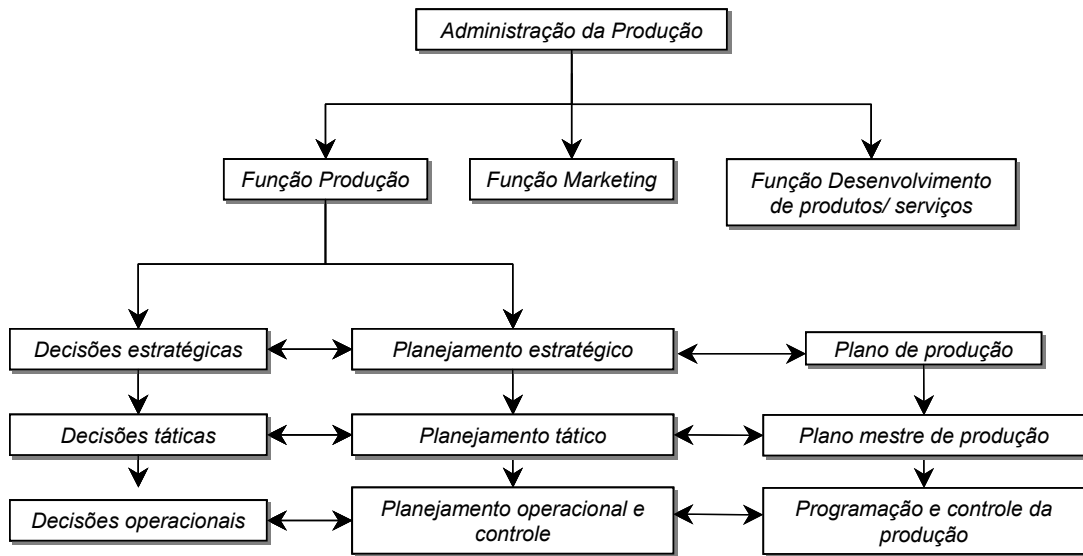 Administração da Produção
Função Produção
Função Marketing
Função Desenvolvimento
de produtos/ serviços
Decisões estratégicas
Planejamento estratégico
Plano de produção
Decisões táticas
Planejamento tático
Plano mestre de produção
Decisões operacionais
Planejamento operacional e
controle
Programação e controle da
produção